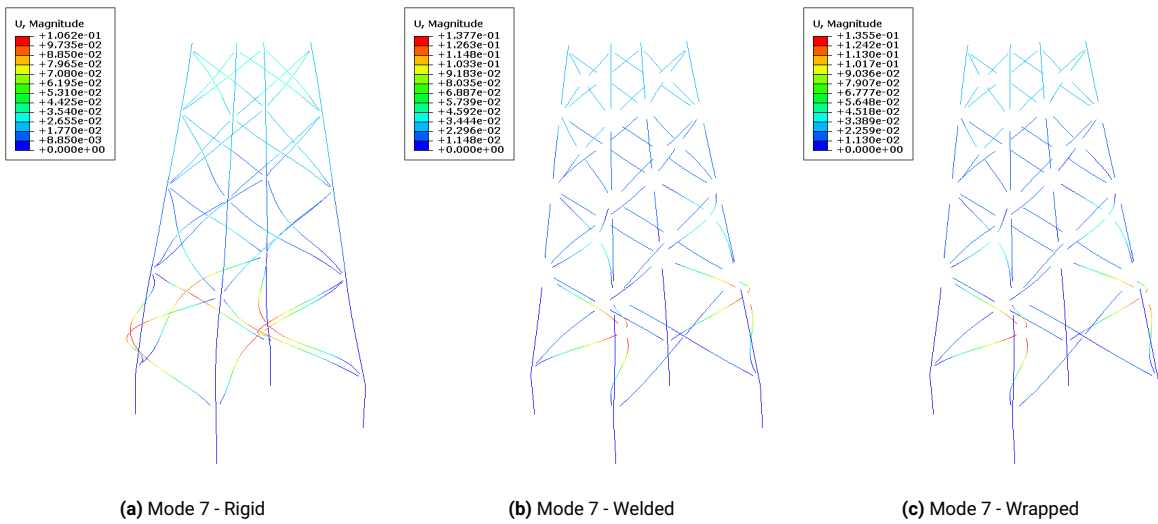 U, Magnitude
+1.062e-01
+9.735e-02
+8.850e-02
+7.965e-02
+7.080e-02
+6.195e-02
+5.310e-02
+4.425e-02
+3.540e-02
+2.655e-02
+1.770e-02
+8.850e-03
+0.000e+00
U, Magnitude
+1.377e-01
+1.263e-01
+1.148e-01
+1.033e-01
+9.183e-02
+8.035e-02
+6.887e-02
+5.739e-02
+4.592e-02
+3.444e-02
+2.296e-02
+1.148e-02
+0.000e+00
U, Magnitude
+1.355e-01
+1.242e-01
+1.130e-01
+1.017e-01
+9.036e-02
+7.907e-02
+6.777e-02
+5.648e-02
+4.518e-02
+3.389e-02
+2.259e-02
+1.130e-02
+0.000e+00
(a) Mode 7 - Rigid
(b) Mode 7 - Welded
(c) Mode 7 - Wrapped